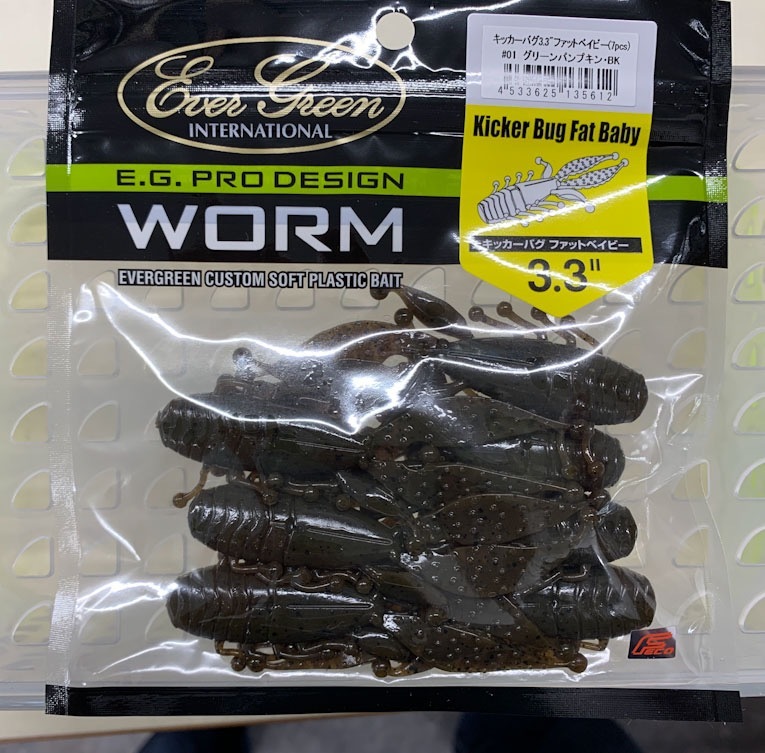 キッカーバグ3.3"ファットベイビー(7pcs)
#01 グリーンパンプキン・BK
4 533625 135612
Ever Green
INTERNATIONAL
Kicker Bug Fat Baby
E.G. PRO DESIGN
WORM
キッカーバグ ファットベイビー
3.3"
EVERGREEN CUSTOM SOFT PLASTIC BAIT
ECO